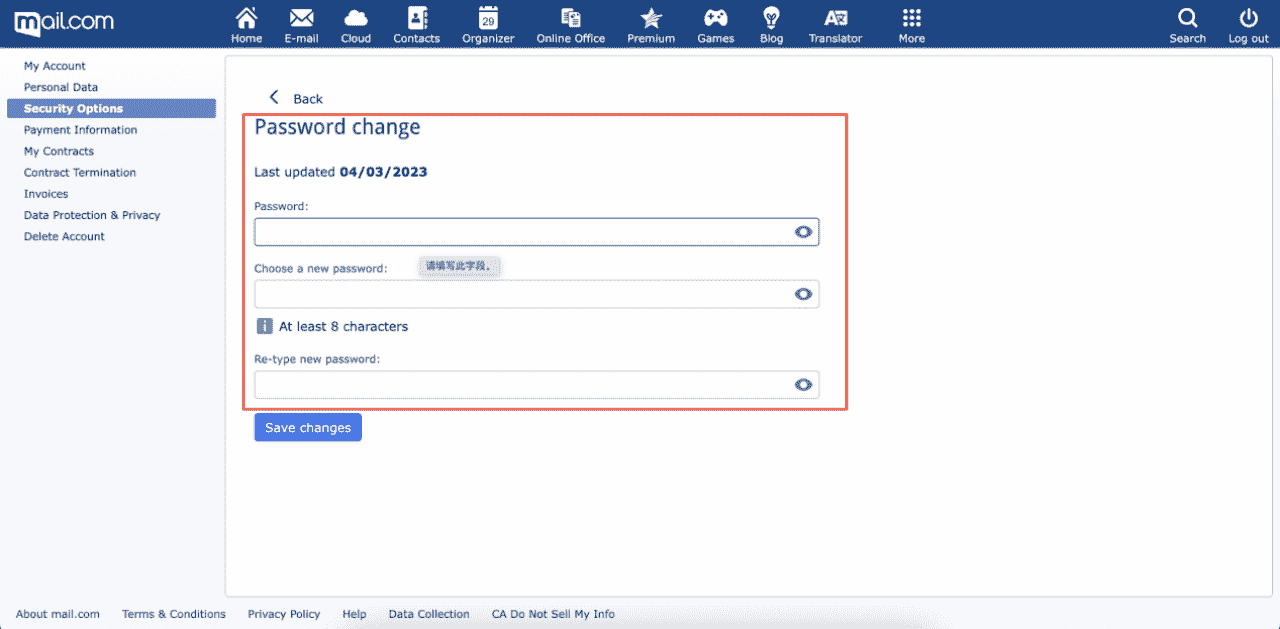 mail.com
Home E-mail Cloud Contacts 29 Organizer Online Office Premium Games Blog Translator More Search Log out
My Account
Personal Data
Security Options
Payment Information
My Contracts
Contract Termination
Invoices
Data Protection & Privacy
Delete Account
Back
Password change
Last updated 04/03/2023
Password:
Choose a new password: 请填写此字段。
i At least 8 characters
Re-type new password:
Save changes
About mail.com Terms & Conditions Privacy Policy Help Data Collection CA Do Not Sell My Info